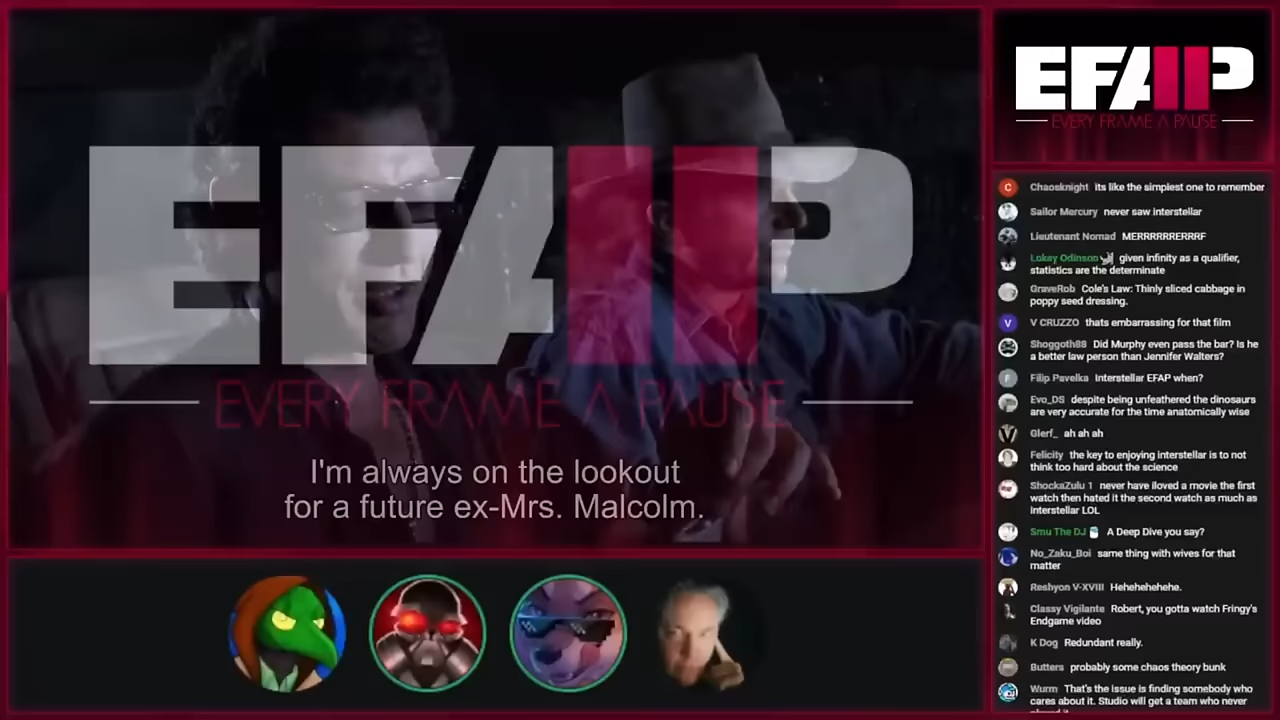 EFAP
EVERY FRAME A PAUSE
I'm always on the lookout
for a future ex-Mrs. Malcolm.
EFAP
EVERY FRAME A PAUSE
C Chaosknight its like the simpiest one to remember
Sailor Mercury never saw interstellar
Lieutenant Nomad MERRRRRRERRRF
Lokey Odinson given infinity as a qualifier,
statistics are the determinate
GraveRob Cole's Law: Thinly sliced cabbage in
poppy seed dressing.
V V CRUZZO thats embarrassing for that film
Shoggoth88 Did Murphy even pass the bar? Is he
a better law person than Jennifer Walters?
F Filip Pavelka Interstellar EFAP when?
Evo_DS despite being unfeathered the dinosaurs
are very accurate for the time anatomically wise
Glerf_ ah ah ah
Felicity the key to enjoying interstellar is to not
think too hard about the science
ShockaZulu 1 never have iloved a movie the first
watch then hated it the second watch as much as
interstellar LOL
Smu The DJ A Deep Dive you say?
No_Zaku_Boi same thing with wives for that
matter
Reshyon V-XVIII Hehehehehehe.
Classy Vigilante Robert, you gotta watch Fringy's
Endgame video
K Dog Redundant really.
Butters probably some chaos theory bunk
Wurm That's the issue is finding somebody who
cares about it. Studio will get a team who never